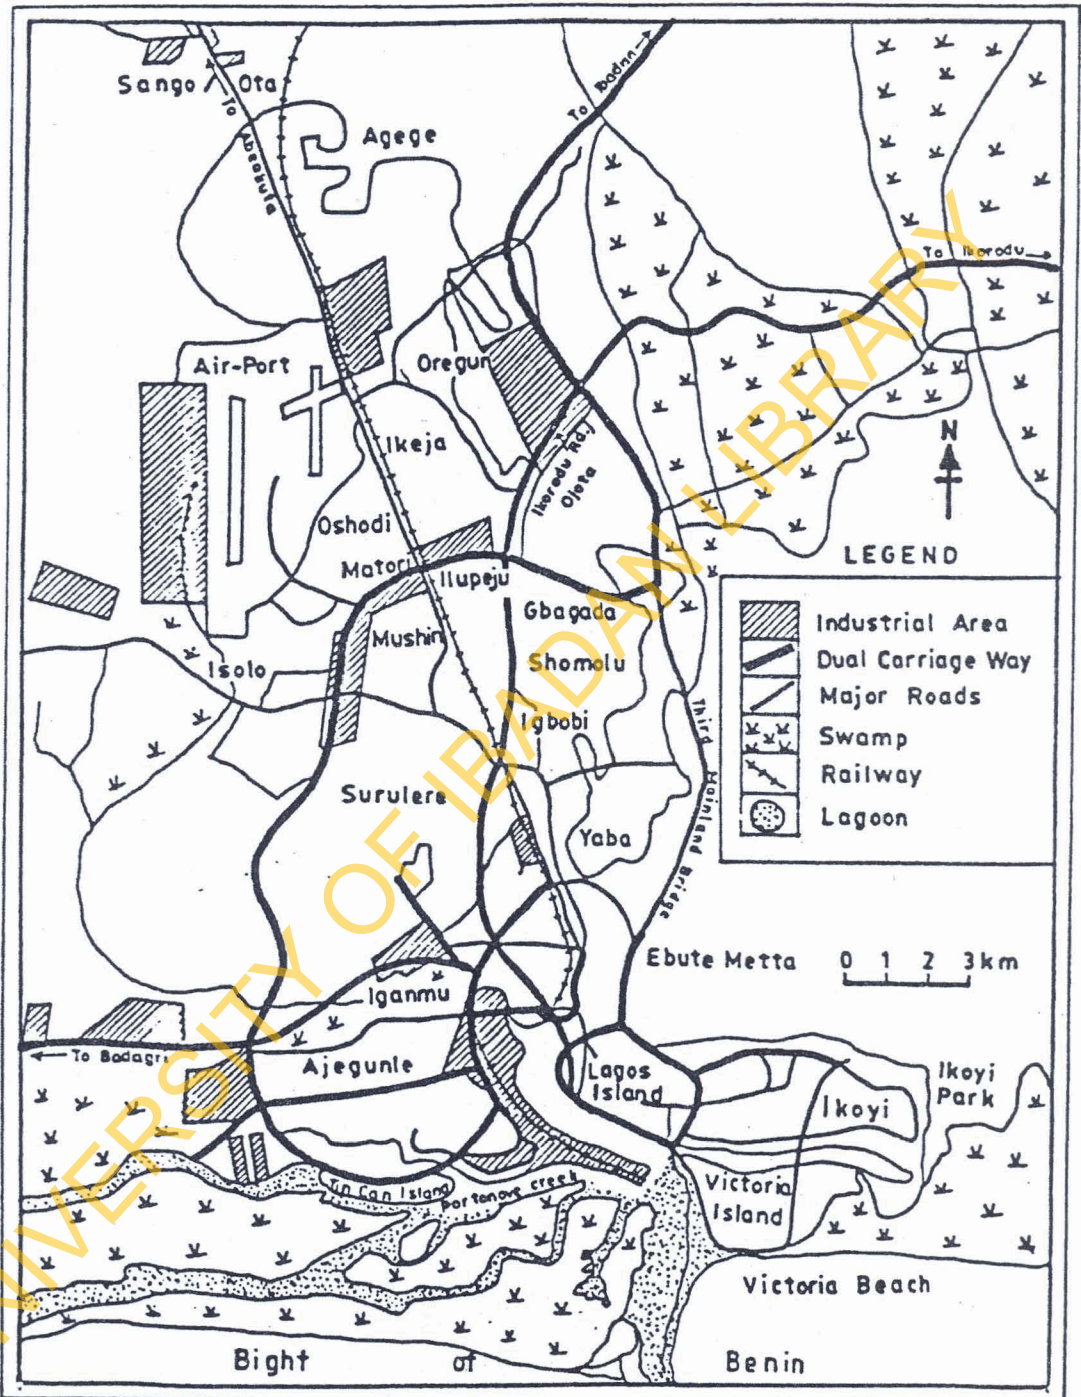 Sango
Ota
To Abeokuta
Agege
To Ibadan
To Ikorodu
Air-Port
Oregun
Ikeja
Ikorodu Rd.,
Ojota
N
Oshodi
Matori
Ilupeju
LEGEND
Gbagada
Mushin
Isolo
Shomolu
Igbobi
Industrial Area
Dual Carriage Way
Major Roads
Swamp
Railway
Lagoon
Third Mainland Bridge
Surulere
Yaba
Ebute Metta
0 1 2 3 km
Iganmu
To Badagri
Ajegunle
Lagos
Island
Ikoyi
Park
Ikoyi
Tin Can Island
Victoria
Island
Victoria Beach
Bight of Benin
UNIVERSITY OF IBADAN LIBRARY